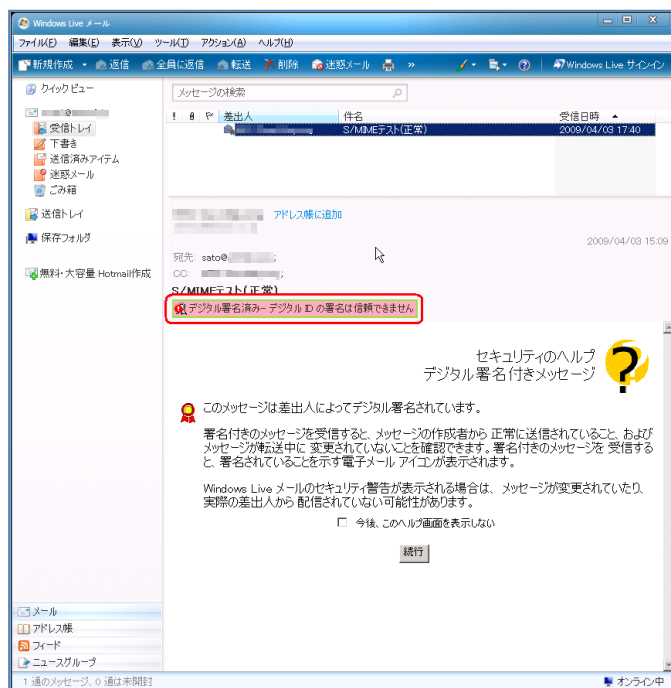 Windows Live メール
ファイル(F) 編集(E) 表示(V) ツール(T) アクション(A) ヘルプ(H)
新規作成 返信 全員に返信 転送 削除 迷惑メール » Windows Live サインイン
クイック ビュー
メッセージの検索
! 差出人 件名 受信日時
S/MIMEテスト(正常) 2009/04/03 17:40
受信トレイ
下書き
送信済みアイテム
迷惑メール
ごみ箱
送信トレイ
保存フォルダ
無料・大容量 Hotmail作成
アドレス帳に追加
2009/04/03 15:09
宛先: sato@
CC:
S/MIMEテスト(正常)
デジタル署名済み - デジタル ID の署名は信頼できません
セキュリティのヘルプ
デジタル署名付きメッセージ
このメッセージは差出人によってデジタル署名されています。
署名付きのメッセージを受信すると、メッセージの作成者から 正常に送信されていること、および
メッセージが転送中に 変更されていないことを確認できます。署名付きのメッセージを 受信する
と、署名されていることを示す電子メール アイコンが表示されます。
Windows Live メールのセキュリティ警告が表示される場合は、 メッセージが変更されていたり、
実際の差出人から 配信されていない可能性があります。
今後、このヘルプ画面を表示しない
続行
メール
アドレス帳
フィード
ニュースグループ
1 通のメッセージ、0 通は未開封
オンライン中